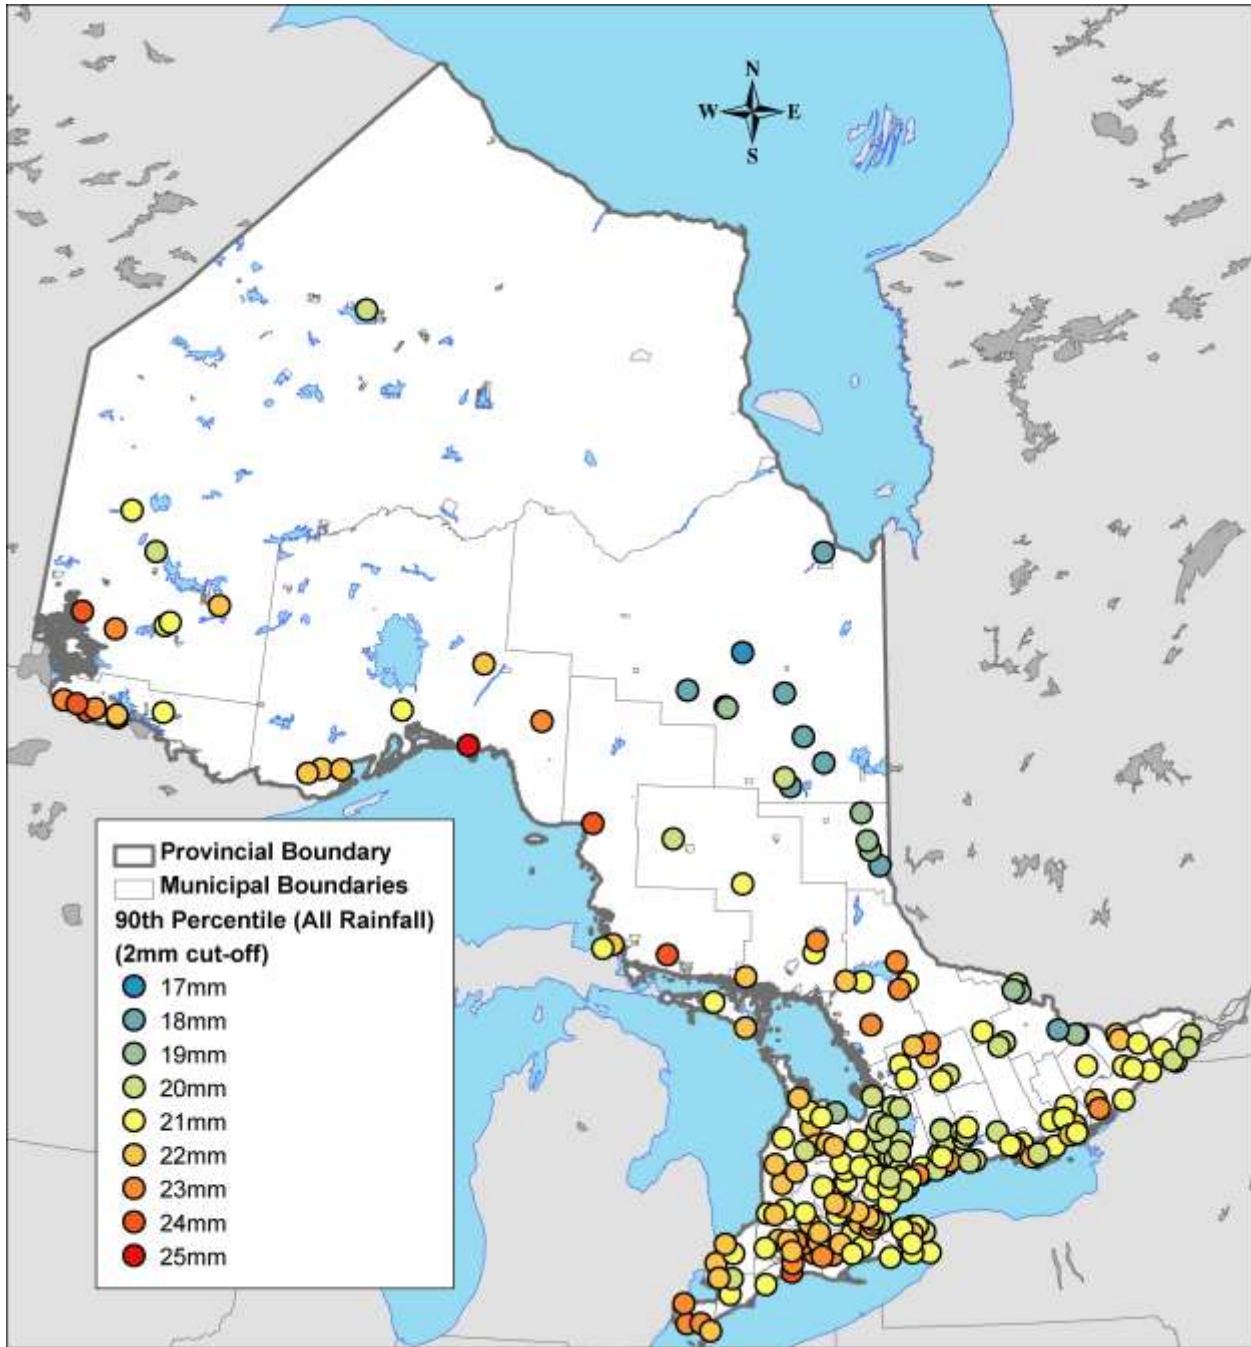 N
W E
S
Provincial Boundary
Municipal Boundaries
90th Percentile (All Rainfall)
(2mm cut-off)
17mm
18mm
19mm
20mm
21mm
22mm
23mm
24mm
25mm